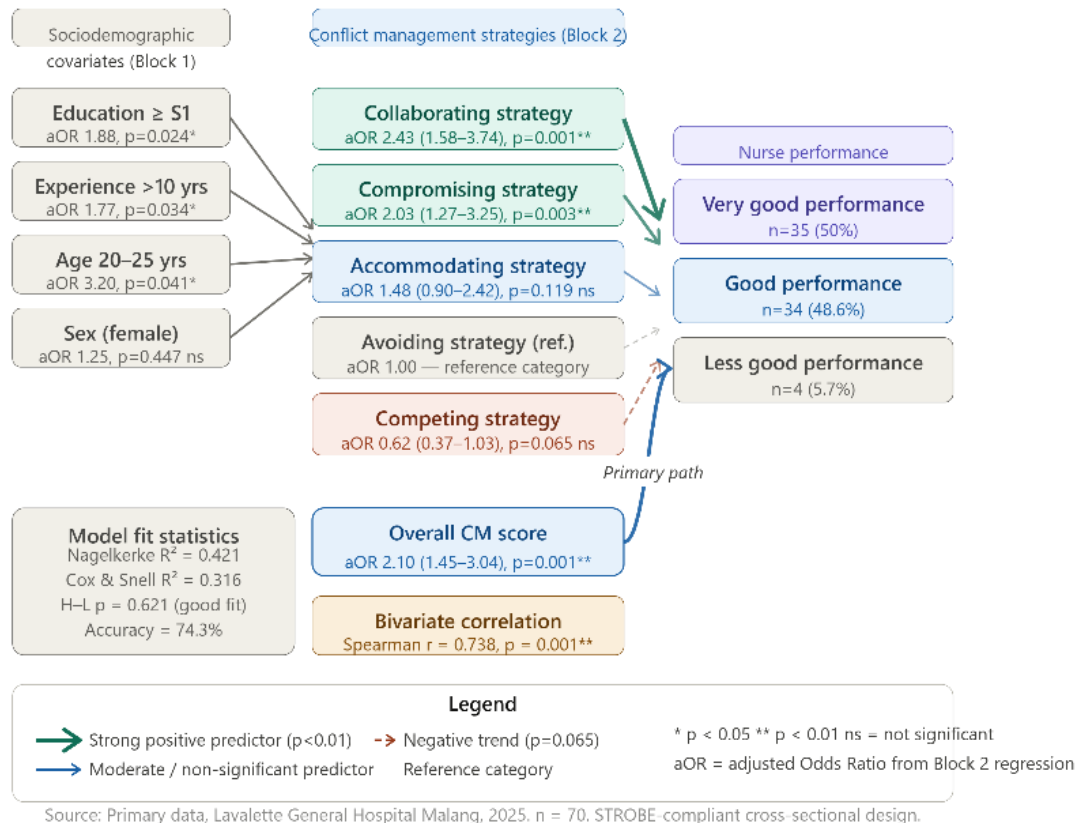 Sociodemographic
covariates (Block 1)
Education ≥ S1
aOR 1.88, p=0.024*
Experience >10 yrs
aOR 1.77, p=0.034*
Age 20–25 yrs
aOR 3.20, p=0.041*
Sex (female)
aOR 1.25, p=0.447 ns
Conflict management strategies (Block 2)
Collaborating strategy
aOR 2.43 (1.58–3.74), p=0.001**
Compromising strategy
aOR 2.03 (1.27–3.25), p=0.003**
Accommodating strategy
aOR 1.48 (0.90–2.42), p=0.119 ns
Avoiding strategy (ref.)
aOR 1.00 — reference category
Competing strategy
aOR 0.62 (0.37–1.03), p=0.065 ns
Nurse performance
Very good performance
n=35 (50%)
Good performance
n=34 (48.6%)
Less good performance
n=4 (5.7%)
Primary path
Model fit statistics
Nagelkerke R² = 0.421
Cox & Snell R² = 0.316
H–L p = 0.621 (good fit)
Accuracy = 74.3%
Overall CM score
aOR 2.10 (1.45–3.04), p=0.001**
Bivariate correlation
Spearman r = 0.738, p = 0.001**
Legend
Strong positive predictor (p<0.01)
Negative trend (p=0.065)
* p < 0.05 ** p < 0.01 ns = not significant
Moderate / non-significant predictor
Reference category
aOR = adjusted Odds Ratio from Block 2 regression
Source: Primary data, Lavalette General Hospital Malang, 2025. n = 70. STROBE-compliant cross-sectional design.